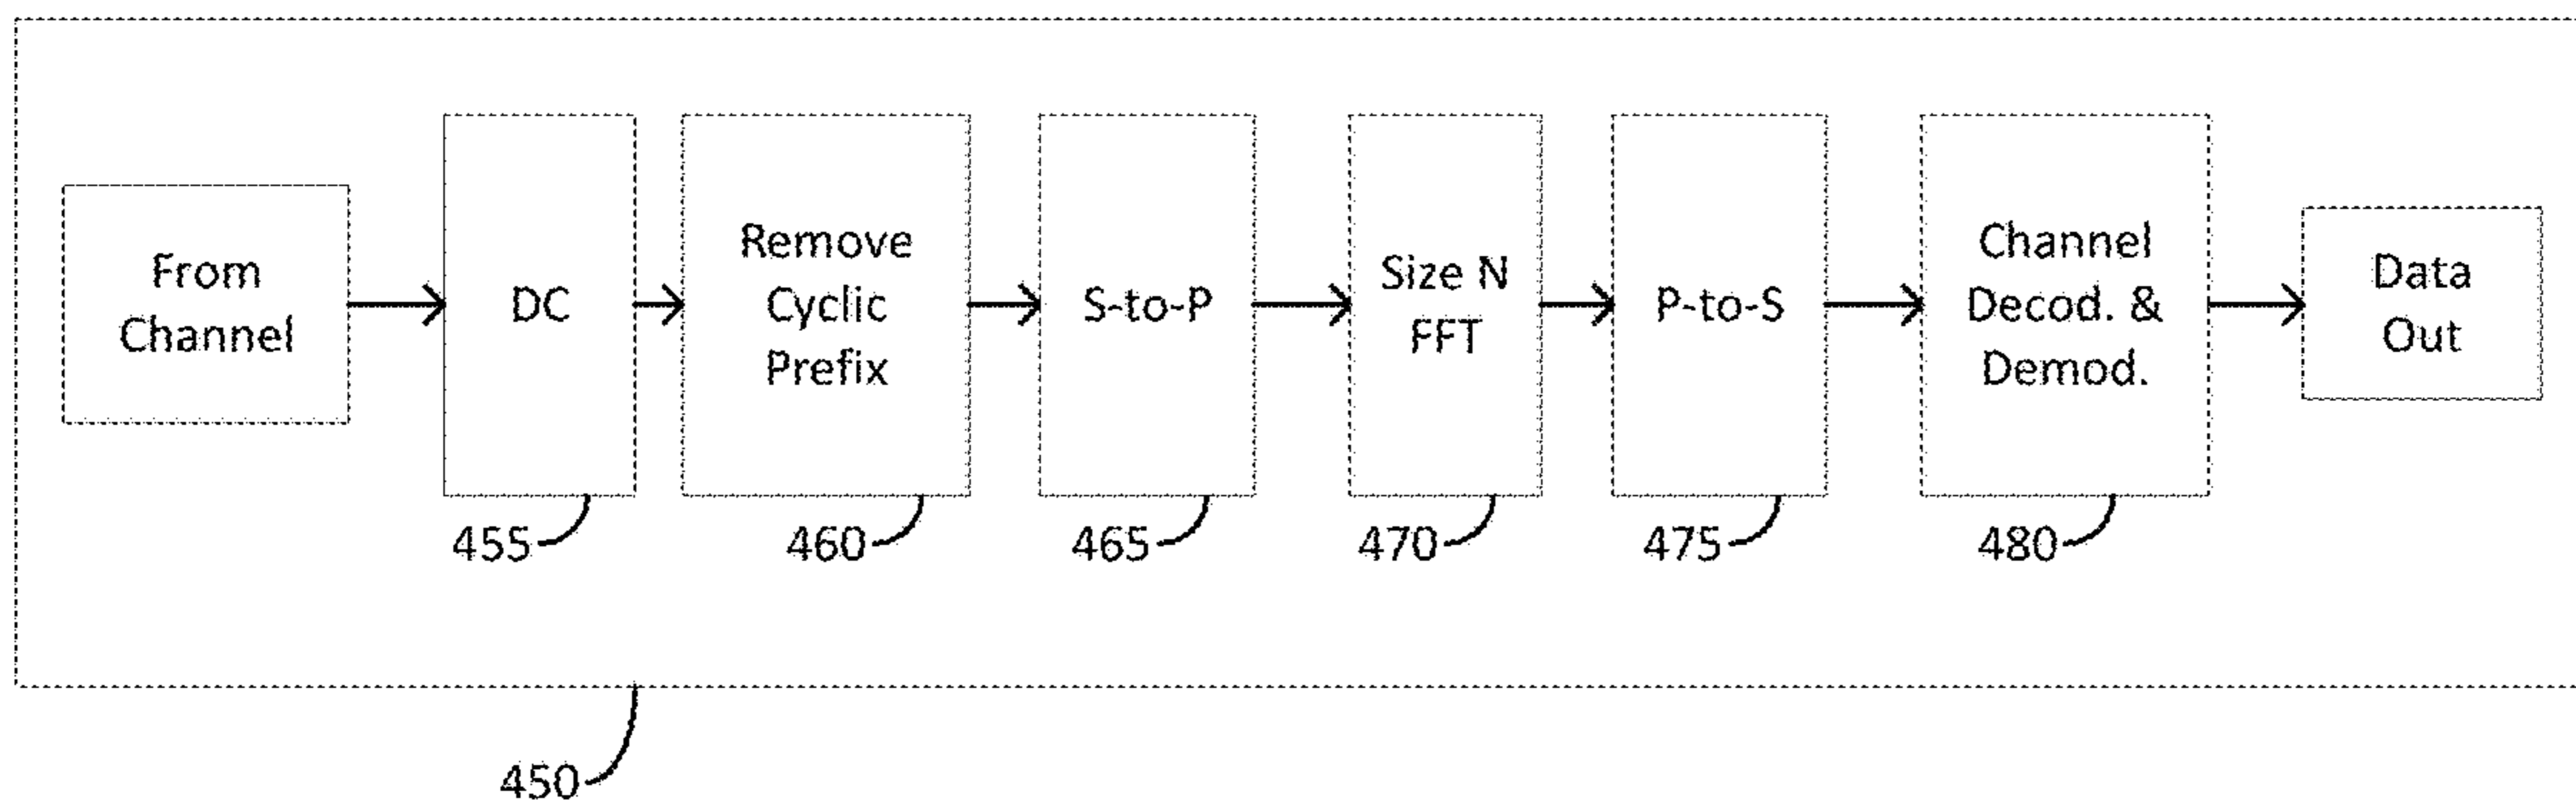 From
Channel
DC
Remove
Cyclic
Prefix
S-to-P
Size N
FFT
P-to-S
Channel
Decod. &
Demod.
Data
Out
455
460
465
470
475
480
450